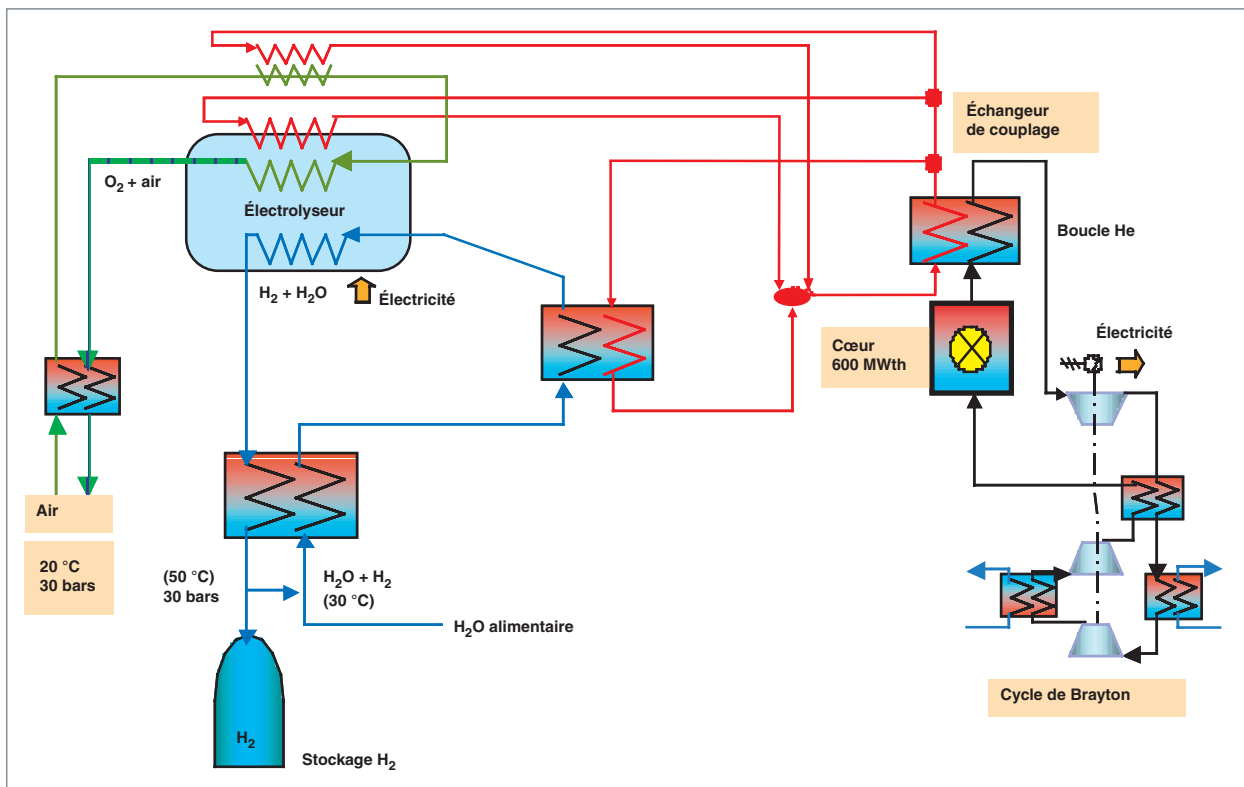 Échangeur
de couplage
O2 + air
Électrolyseur
Boucle He
H2 + H2O
Électricité
Électricité
Cœur
600 MWth
Air
20 °C
30 bars
(50 °C)
30 bars
H2O + H2
(30 °C)
H2O alimentaire
Cycle de Brayton
H2
Stockage H2